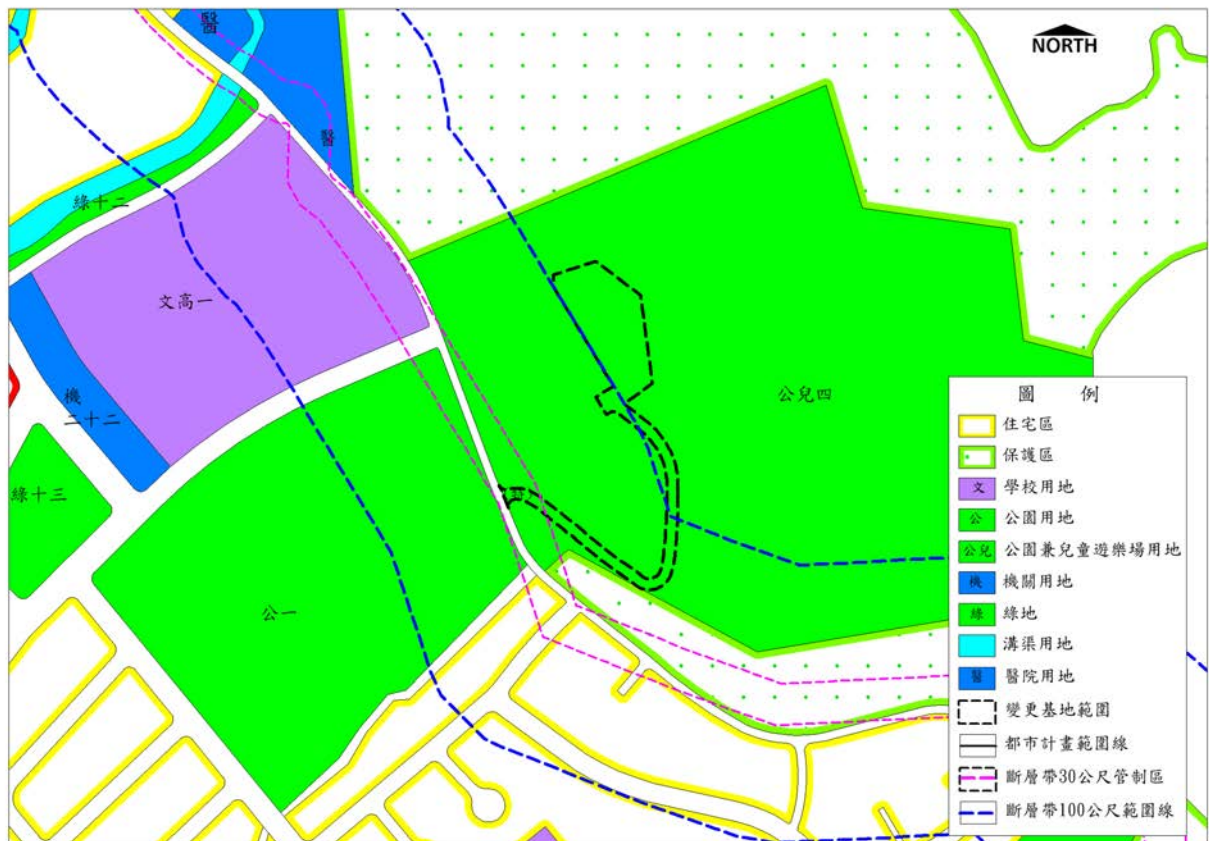 醫
NORTH
醫
綠十二
文高一
機
二十二
公兒四
綠十三
公一
圖 例
住宅區
保護區
文 學校用地
公 公園用地
公兒 公園兼兒童遊樂場用地
機 機關用地
綠 綠地
溝渠用地
醫 醫院用地
變更基地範圍
都市計畫範圍線
斷層帶30公尺管制區
斷層帶100公尺範圍線